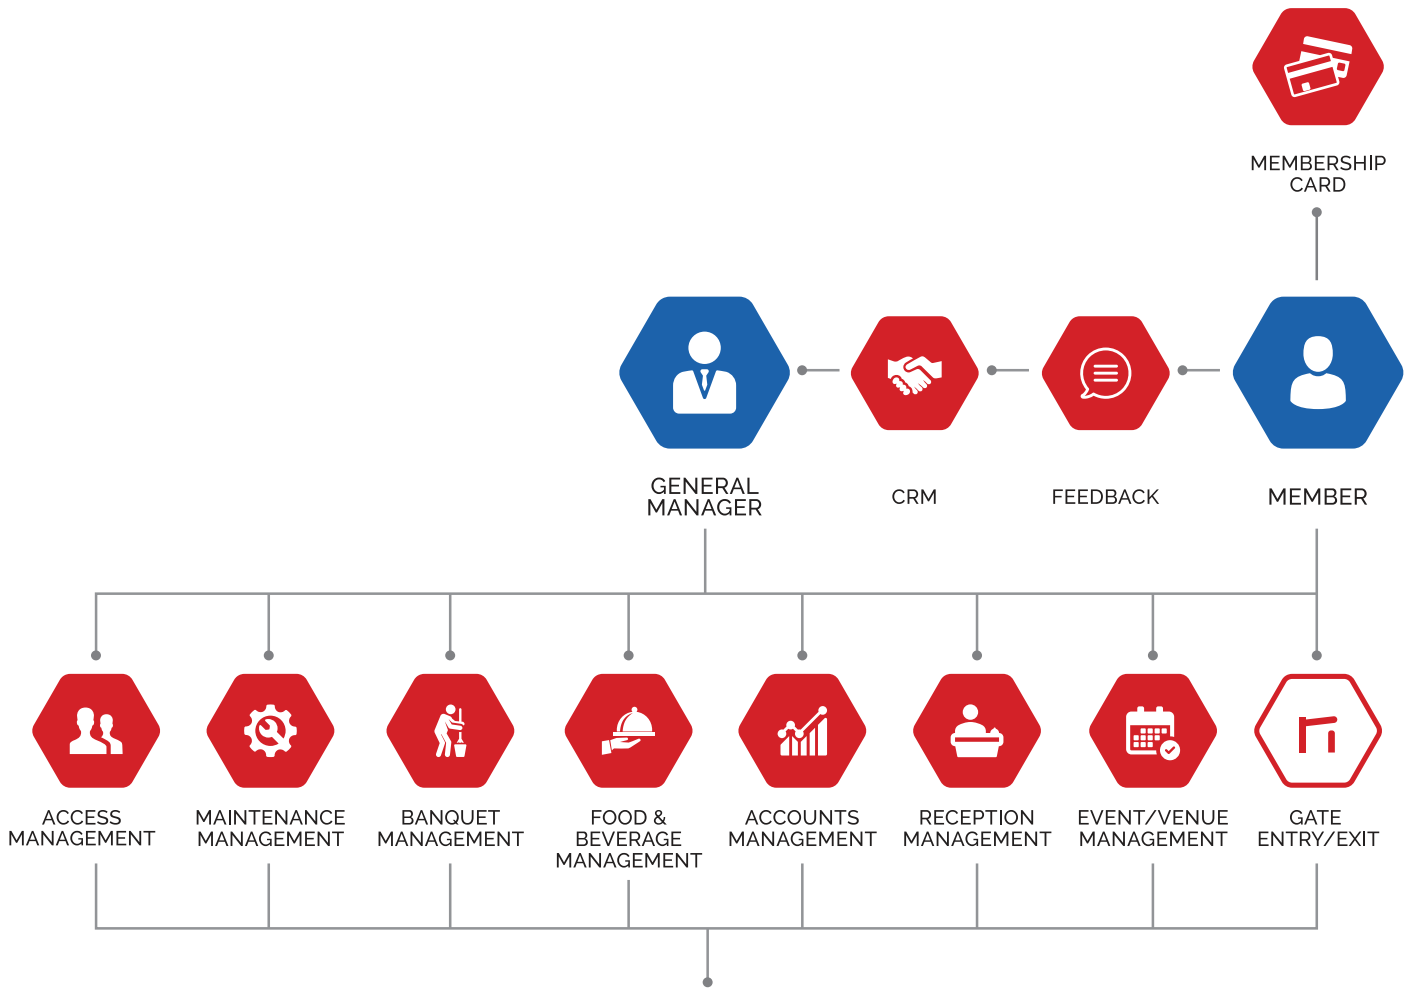 MEMBERSHIP
CARD
GENERAL
MANAGER
CRM
FEEDBACK
MEMBER
ACCESS
MANAGEMENT
MAINTENANCE
MANAGEMENT
BANQUET
MANAGEMENT
FOOD &
BEVERAGE
MANAGEMENT
ACCOUNTS
MANAGEMENT
RECEPTION
MANAGEMENT
EVENT/VENUE
MANAGEMENT
GATE
ENTRY/EXIT